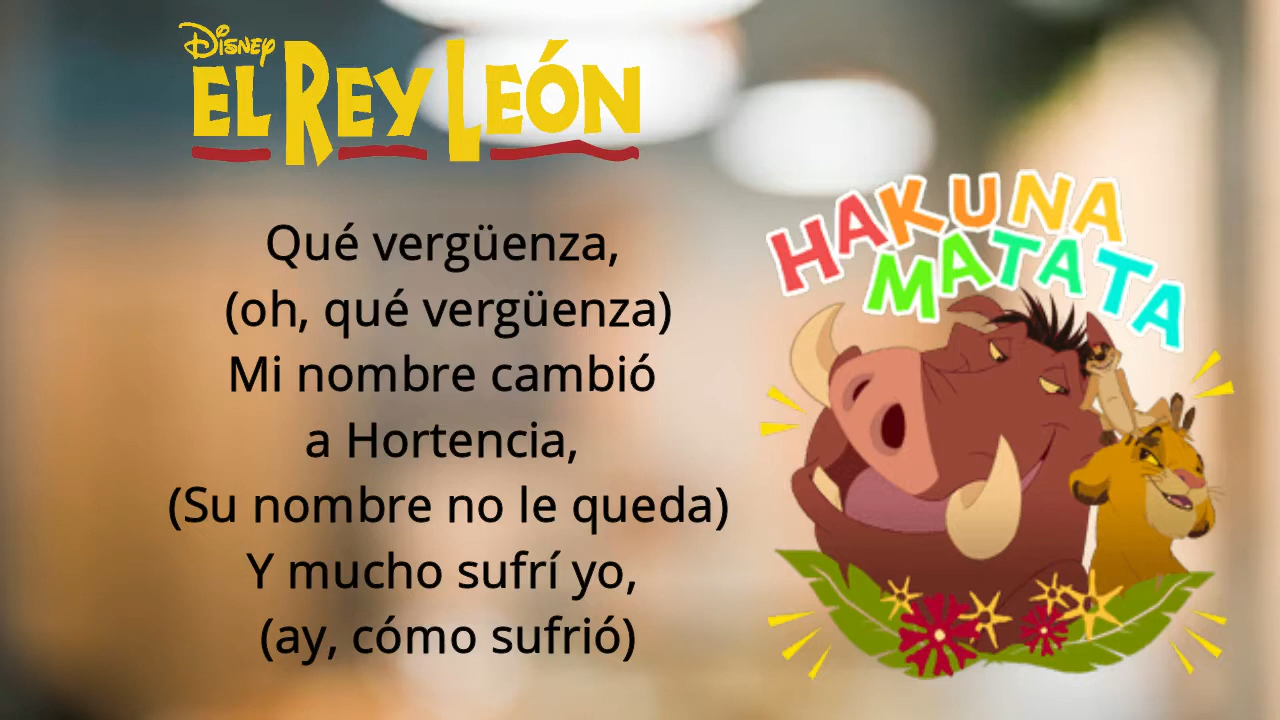 Disney
EL REY LEÓN
Qué vergüenza,
(oh, qué vergüenza)
Mi nombre cambió
a Hortencia,
(Su nombre no le queda)
Y mucho sufrí yo,
(ay, cómo sufrió)
HAKUNA
MATATA